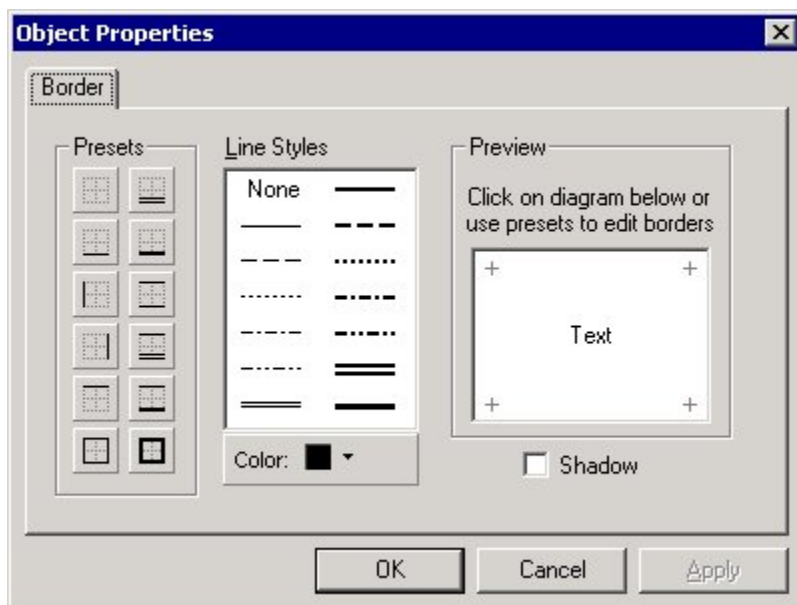 Object Properties
Border
Presets
Line Styles
None
Color:
Preview
Click on diagram below or
use presets to edit borders
Text
Shadow
OK
Cancel
Apply